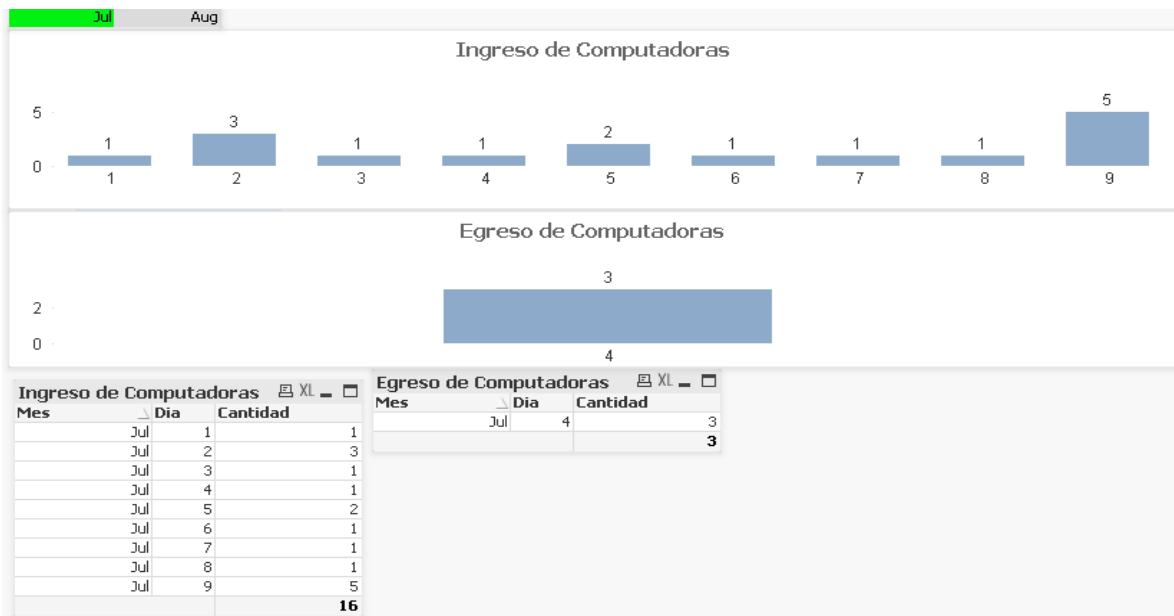 Jul Aug
Ingreso de Computadoras
5
0
1 3 1 1 2 1 1 1 5
1 2 3 4 5 6 7 8 9
Egreso de Computadoras
2
0
3
4
Ingreso de Computadoras XL
Mes Dia Cantidad
Jul 1 1
Jul 2 3
Jul 3 1
Jul 4 1
Jul 5 2
Jul 6 1
Jul 7 1
Jul 8 1
Jul 9 5
16
Egreso de Computadoras XL
Mes Dia Cantidad
Jul 4 3
3